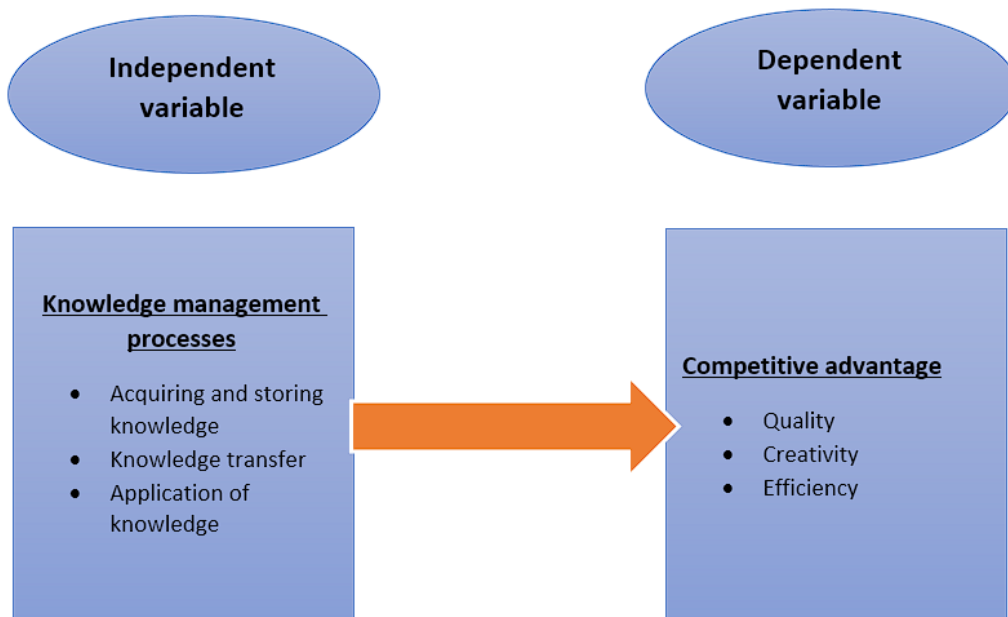 Independent
variable
Dependent
variable
Knowledge management
processes
• Acquiring and storing
knowledge
• Knowledge transfer
• Application of
knowledge
Competitive advantage
• Quality
• Creativity
• Efficiency